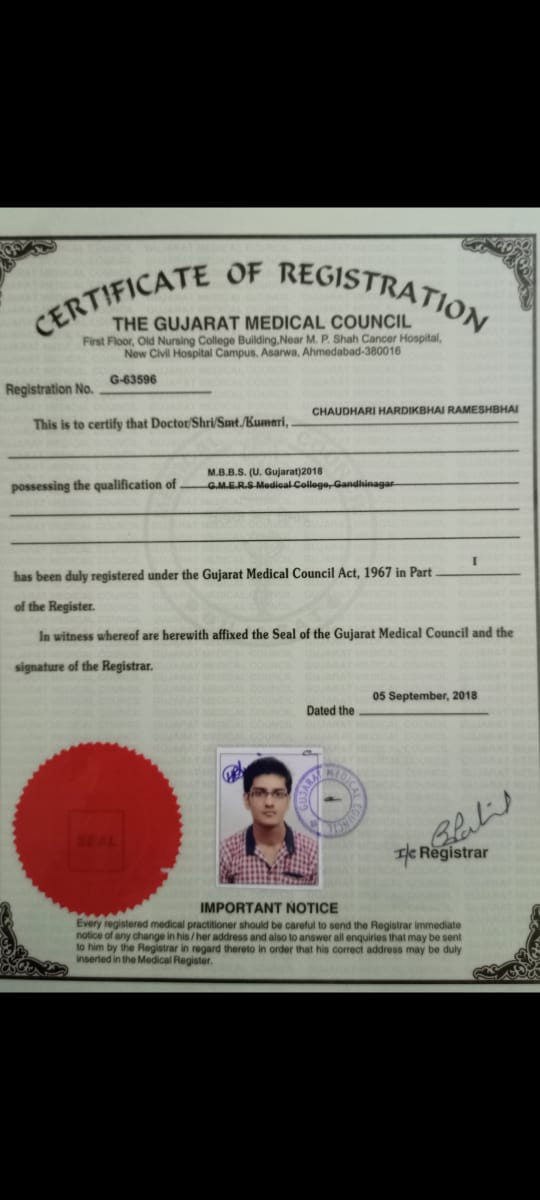 CERTIFICATE OF REGISTRATION
THE GUJARAT MEDICAL COUNCIL
First Floor, Old Nursing College Building,Near M. P. Shah Cancer Hospital,
New Civil Hospital Campus, Asarwa, Ahmedabad-380016
Registration No. G-63596
This is to certify that Doctor/Shri/Smt./Kumari, CHAUDHARI HARDIKBHAI RAMESHBHAI
M.B.B.S. (U. Gujarat)2018
possessing the qualification of G.M.E.R.S Medical College, Gandhinagar
has been duly registered under the Gujarat Medical Council Act, 1967 in Part I
of the Register.
In witness whereof are herewith affixed the Seal of the Gujarat Medical Council and the
signature of the Registrar.
Dated the 05 September, 2018
SEAL
GUJARAT MEDICAL COUNCIL
I/c Registrar
IMPORTANT NOTICE
Every registered medical practitioner should be careful to send the Registrar immediate
notice of any change in his / her address and also to answer all enquiries that may be sent
to him by the Registrar in regard thereto in order that his correct address may be duly
inserted in the Medical Register.